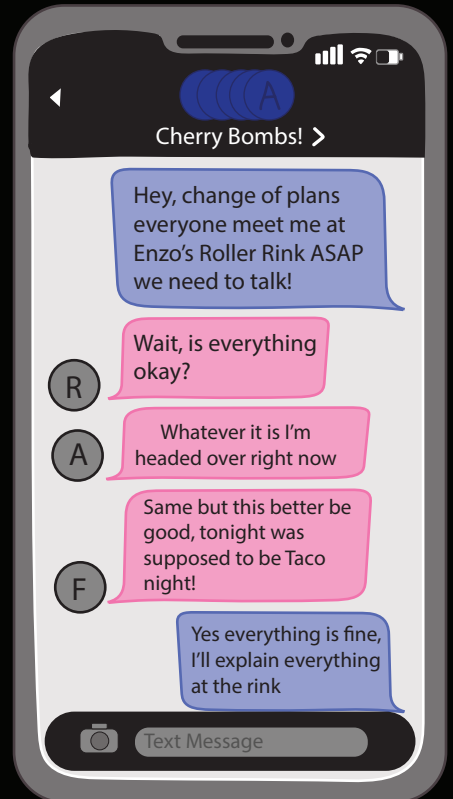 A
Cherry Bombs!
Hey, change of plans
everyone meet me at
Enzo's Roller Rink ASAP
we need to talk!
Wait, is everything
okay?
R
Whatever it is I'm
headed over right now
A
Same but this better be
good, tonight was
supposed to be Taco
night!
F
Yes everything is fine,
I'll explain everything
at the rink
Text Message